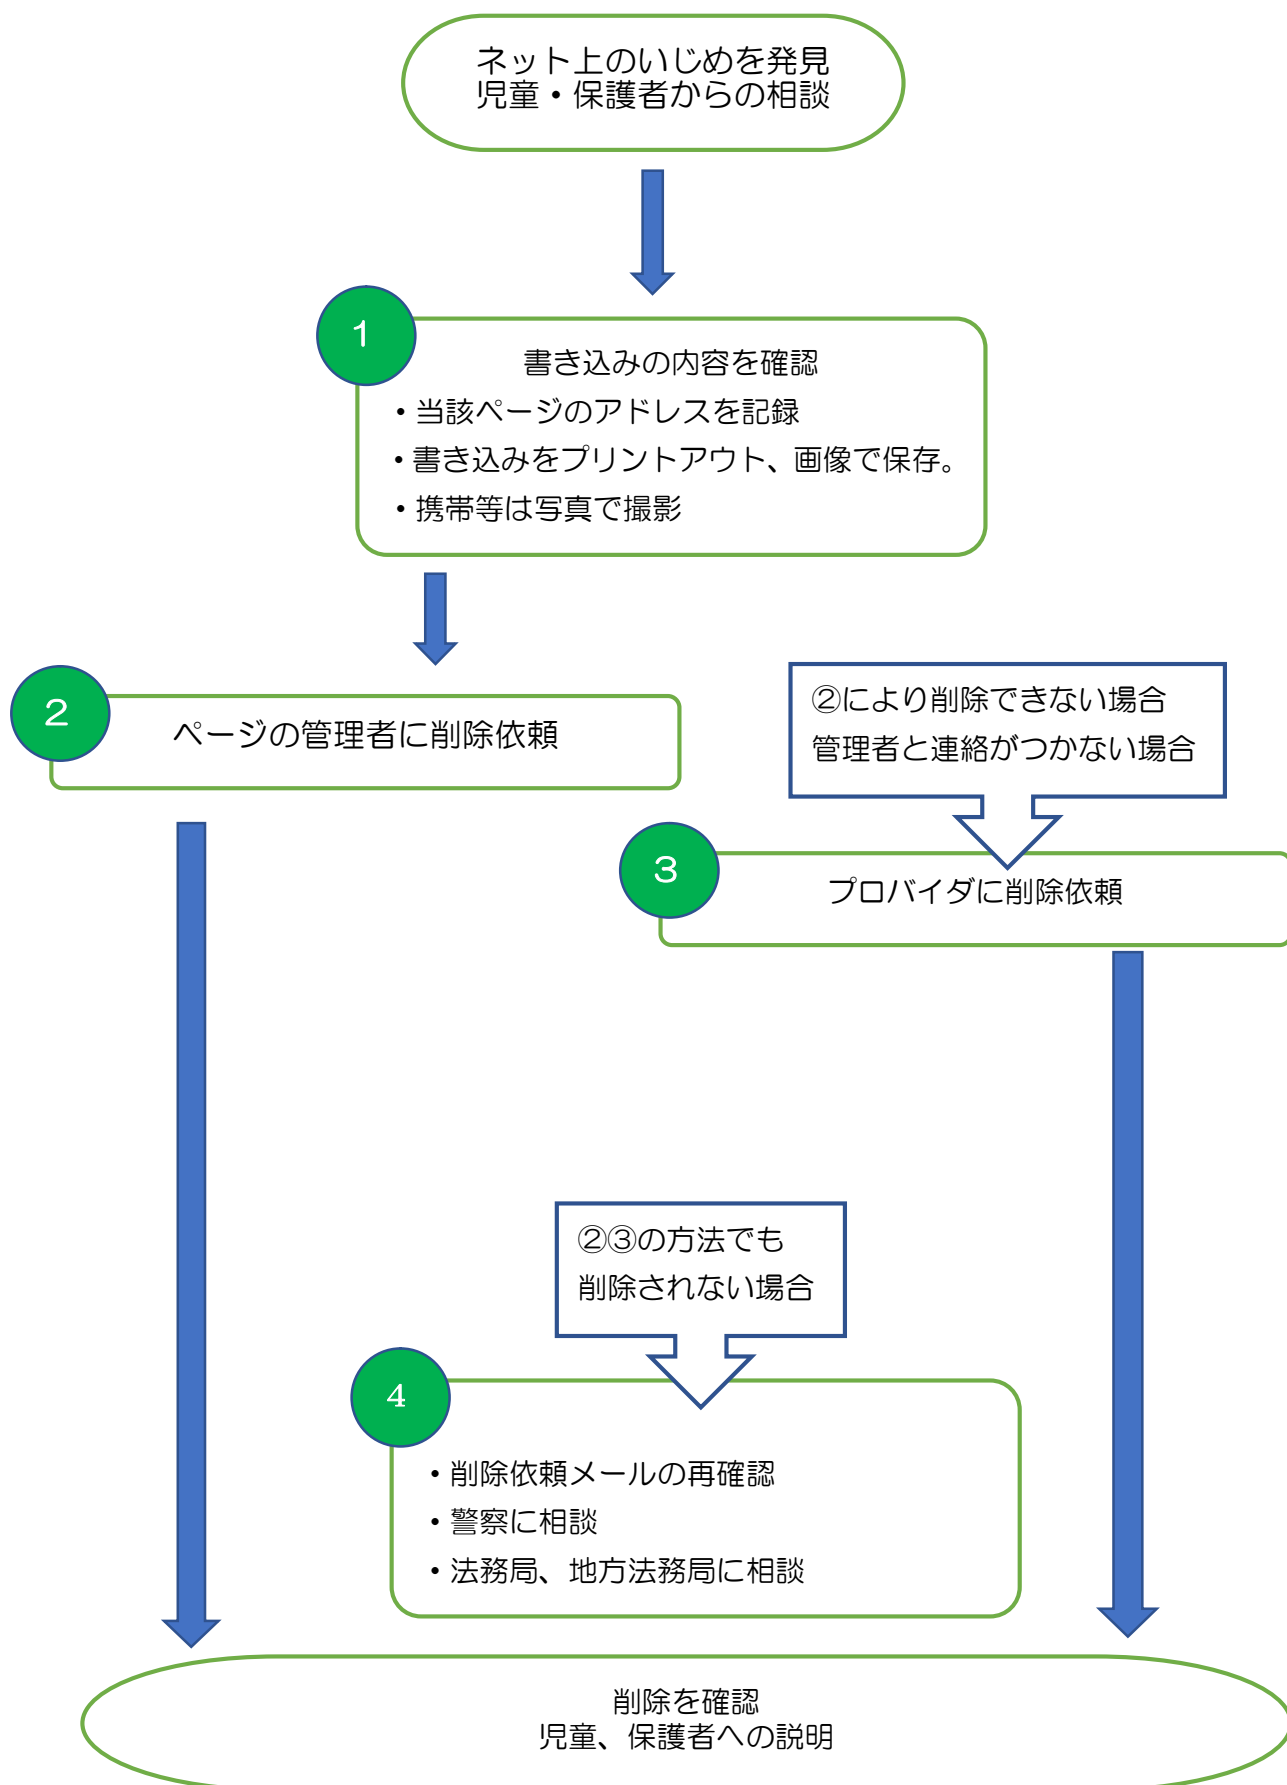 ネット上のいじめを発見
児童・保護者からの相談
1
書き込みの内容を確認
・当該ページのアドレスを記録
・書き込みをプリントアウト、画像で保存。
・携帯等は写真で撮影
2
ページの管理者に削除依頼
②により削除できない場合
管理者と連絡がつかない場合
3
プロバイダに削除依頼
②③の方法でも
削除されない場合
4
・削除依頼メールの再確認
・警察に相談
・法務局、地方法務局に相談
削除を確認
児童、保護者への説明